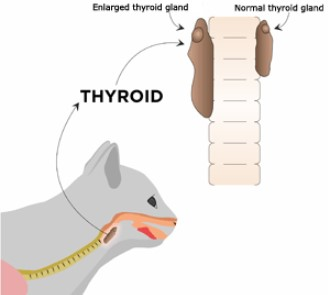 Enlarged thyroid gland
Normal thyroid gland
THYROID